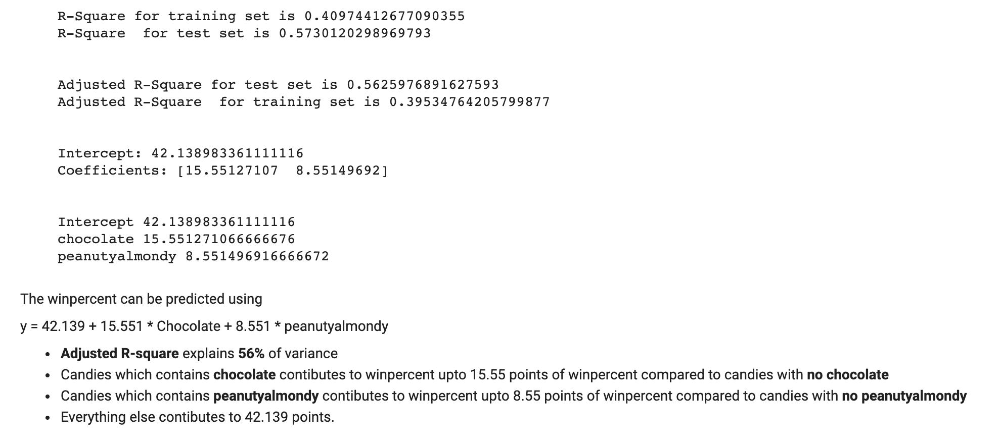 R-Square for training set is 0.40974412677090355
R-Square  for test set is 0.5730120298969793
Adjusted R-Square for test set is 0.5625976891627593
Adjusted R-Square  for training set is 0.39534764205799877
Intercept: 42.138983361111116
Coefficients: [15.55127107  8.55149692]
Intercept 42.138983361111116
chocolate 15.551271066666676
peanutyalmondy 8.551496916666672
The winpercent can be predicted using
y = 42.139 + 15.551 * Chocolate + 8.551 * peanutyalmondy
• Adjusted R-square explains 56% of variance
• Candies which contains chocolate contibutes to winpercent upto 15.55 points of winpercent compared to candies with no chocolate
• Candies which contains peanutyalmondy contibutes to winpercent upto 8.55 points of winpercent compared to candies with no peanutyalmondy
• Everything else contibutes to 42.139 points.